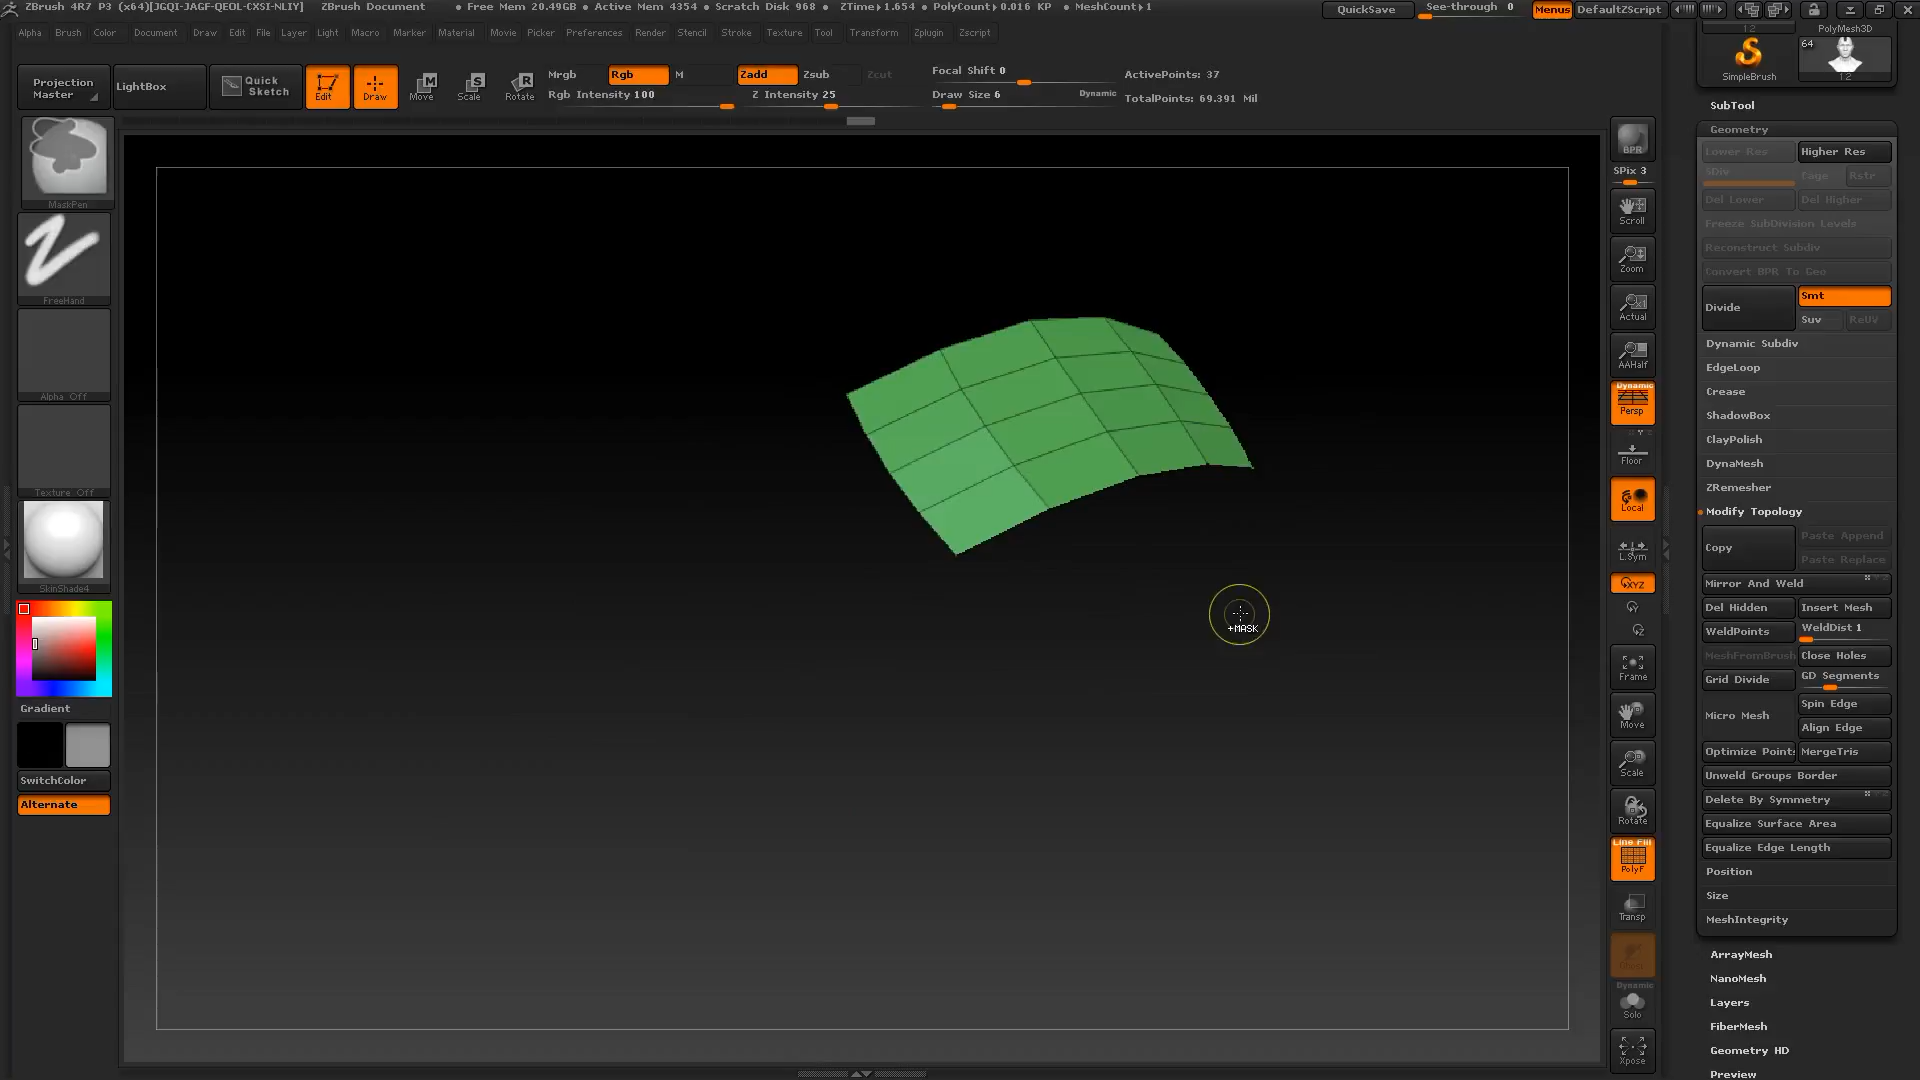 ZBrush 4R7 P3 (x64)[JGQI-JAGF-QEOL-CXSI-NLIY] ZBrush Document • Free Mem 20.49GB • Active Mem 4354 • Scratch Disk 968 • ZTime▸1.654 • PolyCount▸0.016 KP • MeshCount▸1 QuickSave See-through 0 Menus DefaultZScript
Alpha Brush Color Document Draw Edit File Layer Light Macro Marker Material Movie Picker Preferences Render Stencil Stroke Texture Tool Transform Zplugin Zscript
Projection Master
LightBox
Quick Sketch
Edit
Draw
Move
Scale
Rotate
Mrgb Rgb M
Rgb Intensity 100
Zadd Zsub Zcut
Z Intensity 25
Focal Shift 0
Draw Size 6
Dynamic
ActivePoints: 37
TotalPoints: 69.391 Mil
MaskPen
FreeHand
Alpha Off
Texture Off
SkinShade4
Gradient
SwitchColor
Alternate
+MASK
BPR
SPix 3
Scroll
Zoom
Actual
AAHalf
Dynamic
Persp
Floor
Local
L.Sym
XYZ
Frame
Move
Scale
Rotate
Line Fill
PolyF
Transp
Dynamic
Solo
Xpose
12
PolyMesh3D
SimpleBrush
64
12
SubTool
Geometry
Lower Res Higher Res
SDiv Cage Rstr
Del Lower Del Higher
Freeze SubDivision Levels
Reconstruct Subdiv
Convert BPR To Geo
Divide
Smt
Suv ReUV
Dynamic Subdiv
EdgeLoop
Crease
ShadowBox
ClayPolish
DynaMesh
ZRemesher
Modify Topology
Copy
Paste Append
Paste Replace
Mirror And Weld
Del Hidden Insert Mesh
WeldPoints WeldDist 1
MeshFromBrush Close Holes
Grid Divide GD Segments
Micro Mesh
Spin Edge
Align Edge
Optimize Points MergeTris
Unweld Groups Border
Delete By Symmetry
Equalize Surface Area
Equalize Edge Length
Position
Size
MeshIntegrity
ArrayMesh
NanoMesh
Layers
FiberMesh
Geometry HD
Preview